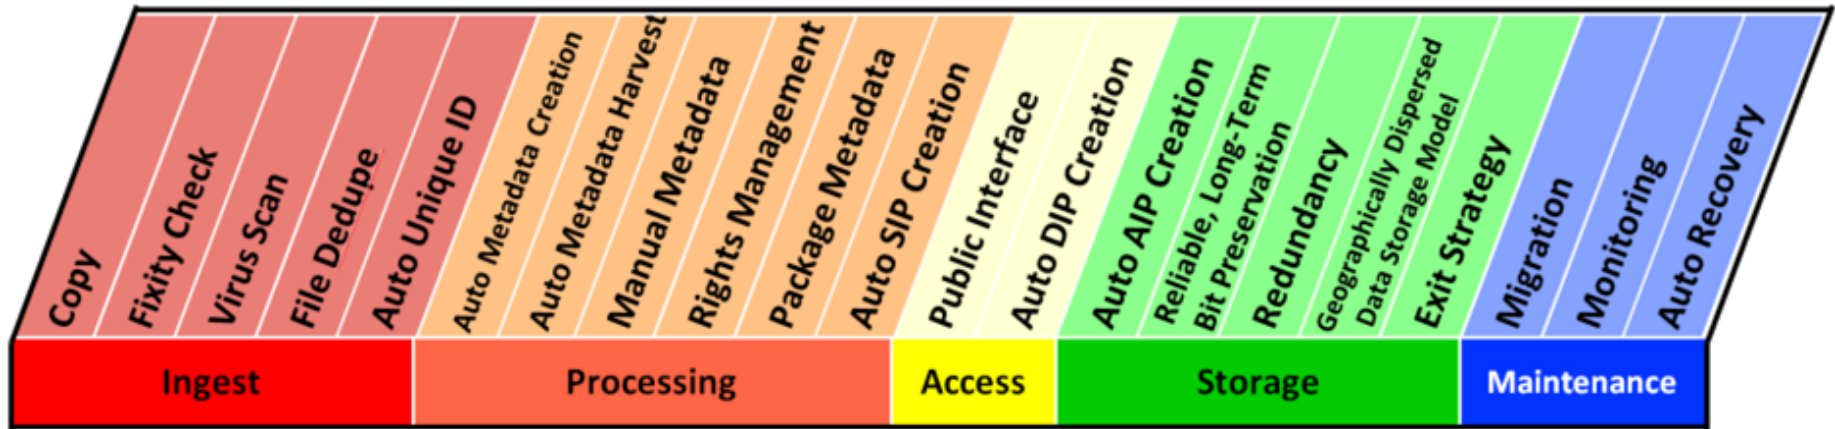 Copy
Fixity Check
Virus Scan
File Dedupe
Auto Unique ID
Auto Metadata Creation
Auto Metadata Harvest
Manual Metadata
Rights Management
Package Metadata
Auto SIP Creation
Public Interface
Auto DIP Creation
Auto AIP Creation
Reliable, Long-Term
Bit Preservation
Redundancy
Geographically Dispersed
Data Storage Model
Exit Strategy
Migration
Monitoring
Auto Recovery
Ingest
Processing
Access
Storage
Maintenance